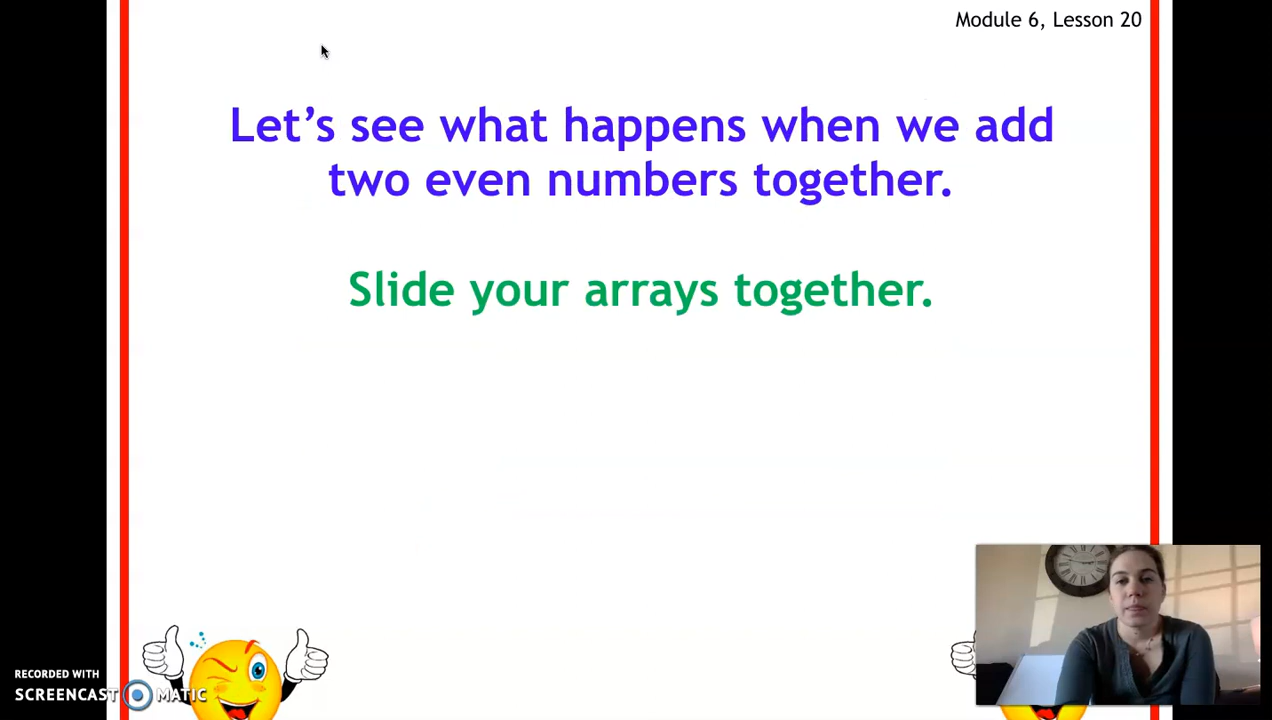 Module 6, Lesson 20
Let's see what happens when we add
two even numbers together.
Slide your arrays together.
RECORDED WITH
SCREENCAST MATIC